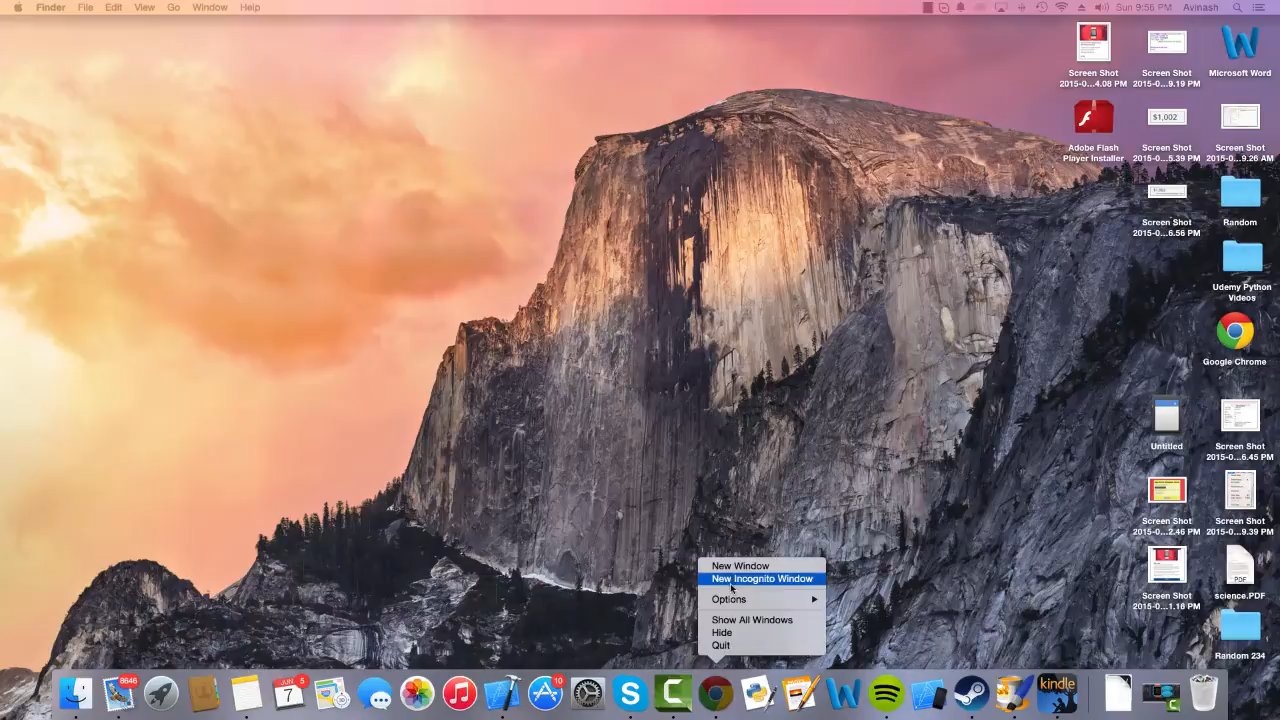 Finder File Edit View Go Window Help
Sun 9:56 PM Avinash
Screen Shot
2015-0...4.08 PM
Screen Shot
2015-0...9.19 PM
Microsoft Word
$1,002
Adobe Flash
Player Installer
Screen Shot
2015-0...5.39 PM
Screen Shot
2015-0...9.26 AM
Screen Shot
2015-0...6.56 PM
Random
Udemy Python
Videos
Google Chrome
Untitled
Screen Shot
2015-0...6.45 PM
Screen Shot
2015-0...2.46 PM
Screen Shot
2015-0...9.39 PM
PDF
Screen Shot
2015-0...1.16 PM
science.PDF
Random 234
New Window
New Incognito Window
Options
Show All Windows
Hide
Quit
8646
JUN 5
7
10
kindle